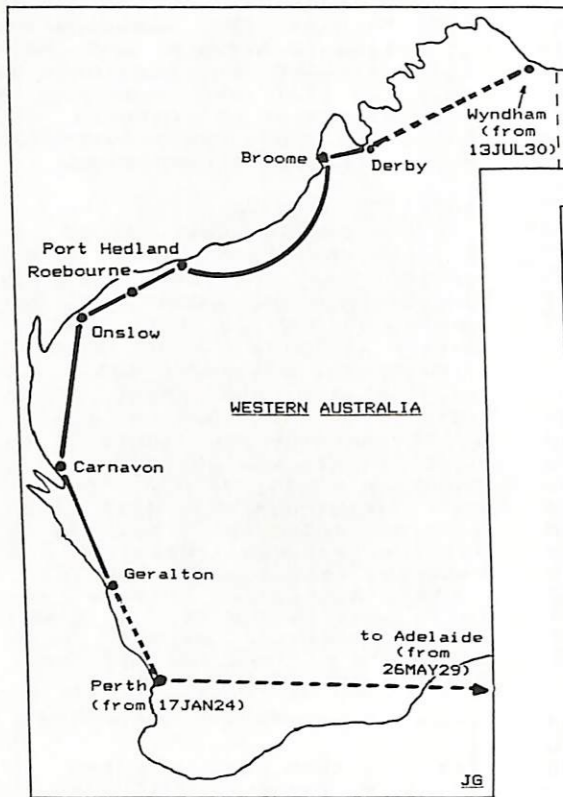 Wyndham
(from
13JUL30)
Broome
Derby
Port Hedland
Roebourne
Onslow
WESTERN AUSTRALIA
Carnavon
Geralton
to Adelaide
(from
26MAY29)
Perth
(from 17JAN24)
JG